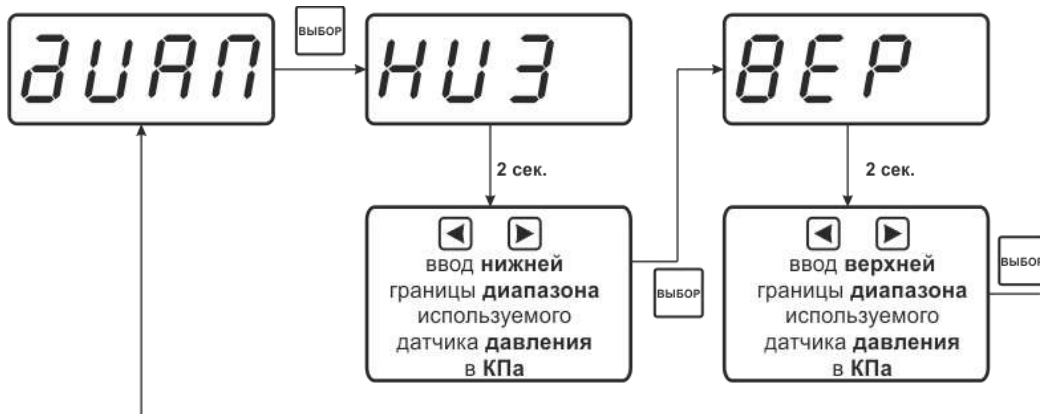 диАП
ВЫБОР
НиЗ
ВЕР
2 сек.
2 сек.
ввод нижней
границы диапазона
используемого
датчика давления
в КПа
ВЫБОР
ввод верхней
границы диапазона
используемого
датчика давления
в КПа
ВЫБОР